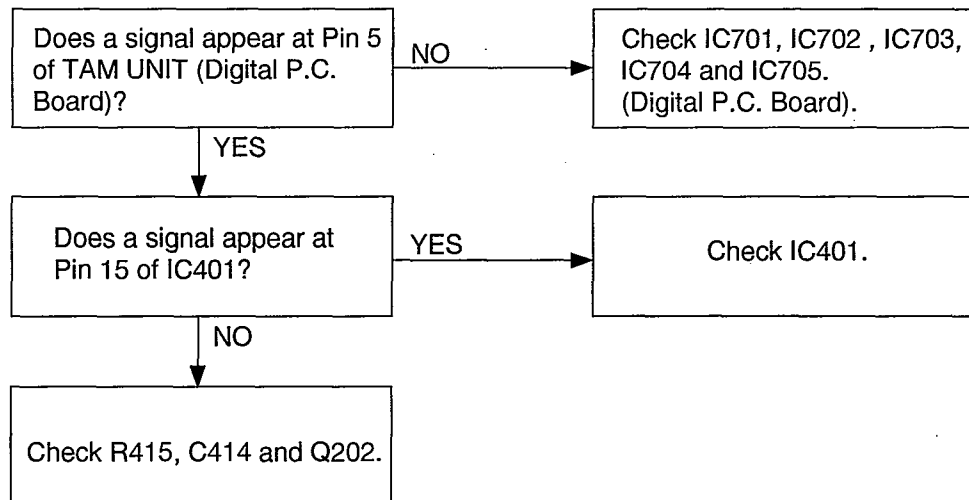 Does a signal appear at Pin 5
of TAM UNIT (Digital P.C.
Board)?
NO
Check IC701, IC702 , IC703,
IC704 and IC705.
(Digital P.C. Board).
YES
Does a signal appear at
Pin 15 of IC401?
YES
Check IC401.
NO
Check R415, C414 and Q202.